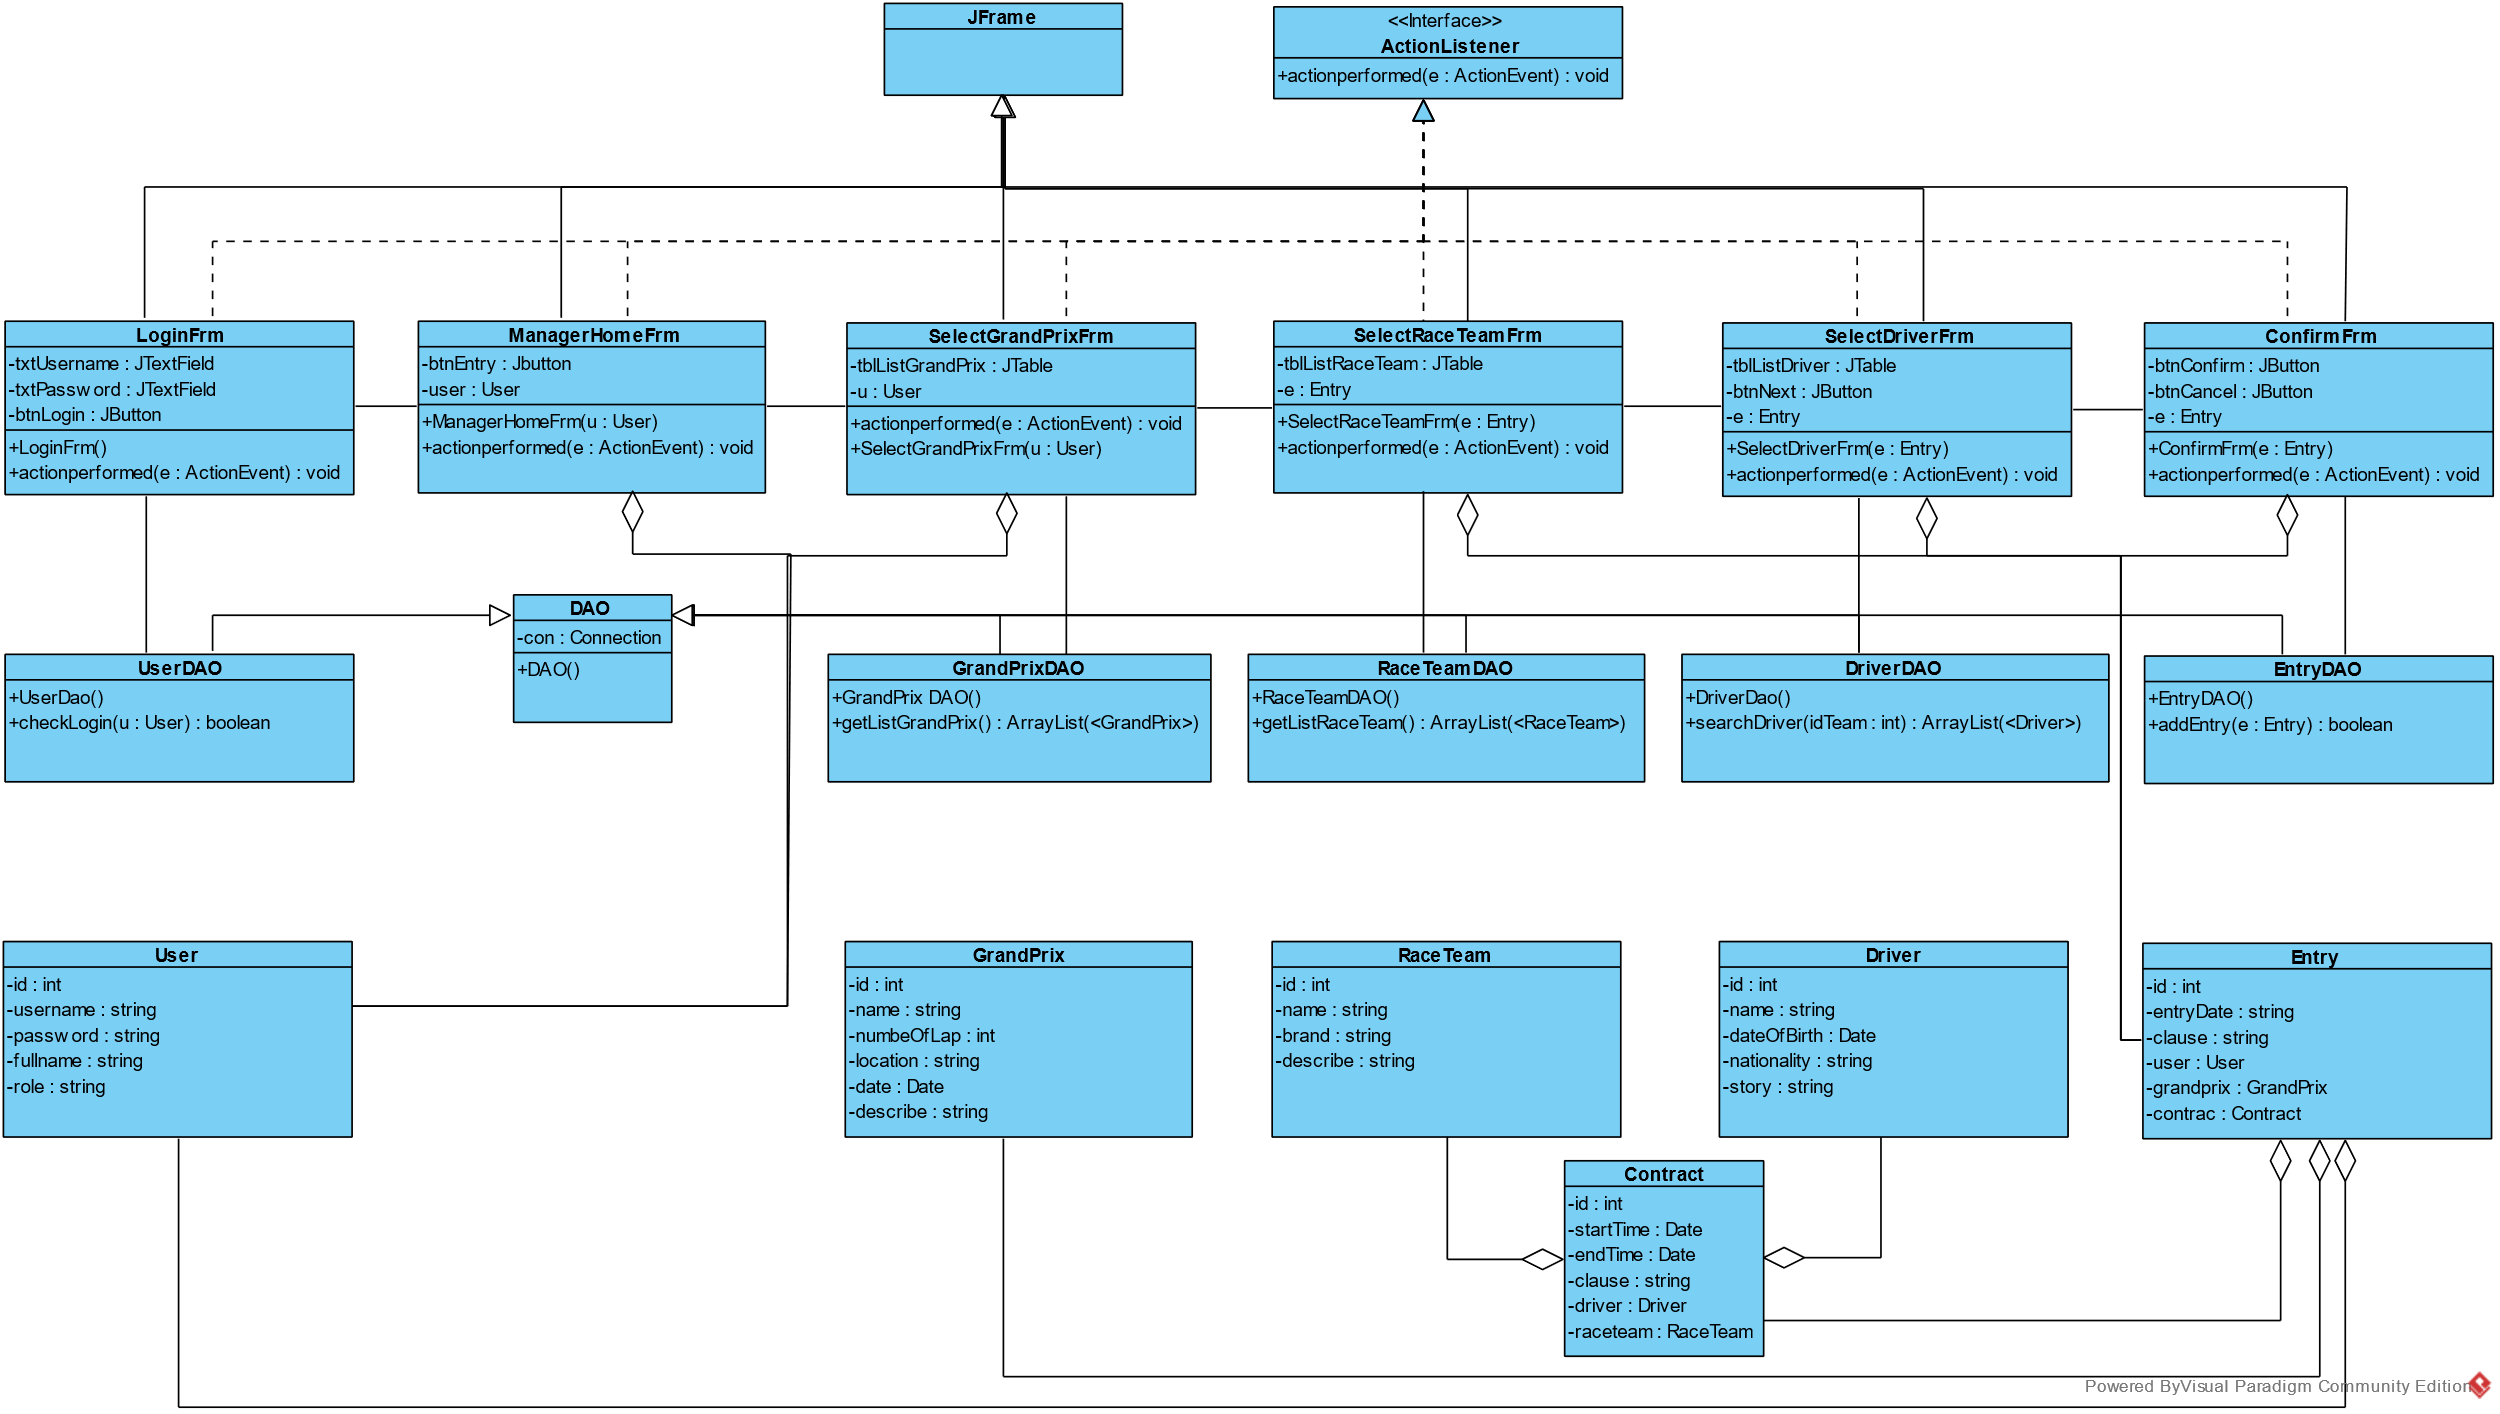 JFrame
<<Interface>>
ActionListener
+actionperformed(e : ActionEvent) : void
LoginFrm
-txtUsername : JTextField
-txtPassword : JTextField
-btnLogin : JButton
+LoginFrm()
+actionperformed(e : ActionEvent) : void
ManagerHomeFrm
-btnEntry : Jbutton
-user : User
+ManagerHomeFrm(u : User)
+actionperformed(e : ActionEvent) : void
SelectGrandPrixFrm
-tblListGrandPrix : JTable
-u : User
+actionperformed(e : ActionEvent) : void
+SelectGrandPrixFrm(u : User)
SelectRaceTeamFrm
-tblListRaceTeam : JTable
-e : Entry
+SelectRaceTeamFrm(e : Entry)
+actionperformed(e : ActionEvent) : void
SelectDriverFrm
-tblListDriver : JTable
-btnNext : JButton
-e : Entry
+SelectDriverFrm(e : Entry)
+actionperformed(e : ActionEvent) : void
ConfirmFrm
-btnConfirm : JButton
-btnCancel : JButton
-e : Entry
+ConfirmFrm(e : Entry)
+actionperformed(e : ActionEvent) : void
DAO
-con : Connection
+DAO()
UserDAO
+UserDao()
+checkLogin(u : User) : boolean
GrandPrixDAO
+GrandPrix DAO()
+getListGrandPrix() : ArrayList(<GrandPrix>)
RaceTeamDAO
+RaceTeamDAO()
+getListRaceTeam() : ArrayList(<RaceTeam>)
DriverDAO
+DriverDao()
+searchDriver(idTeam : int) : ArrayList(<Driver>)
EntryDAO
+EntryDAO()
+addEntry(e : Entry) : boolean
User
-id : int
-username : string
-password : string
-fullname : string
-role : string
GrandPrix
-id : int
-name : string
-numbeOfLap : int
-location : string
-date : Date
-describe : string
RaceTeam
-id : int
-name : string
-brand : string
-describe : string
Driver
-id : int
-name : string
-dateOfBirth : Date
-nationality : string
-story : string
Entry
-id : int
-entryDate : string
-clause : string
-user : User
-grandprix : GrandPrix
-contrac : Contract
Contract
-id : int
-startTime : Date
-endTime : Date
-clause : string
-driver : Driver
-raceteam : RaceTeam
Powered ByVisual Paradigm Community Edition